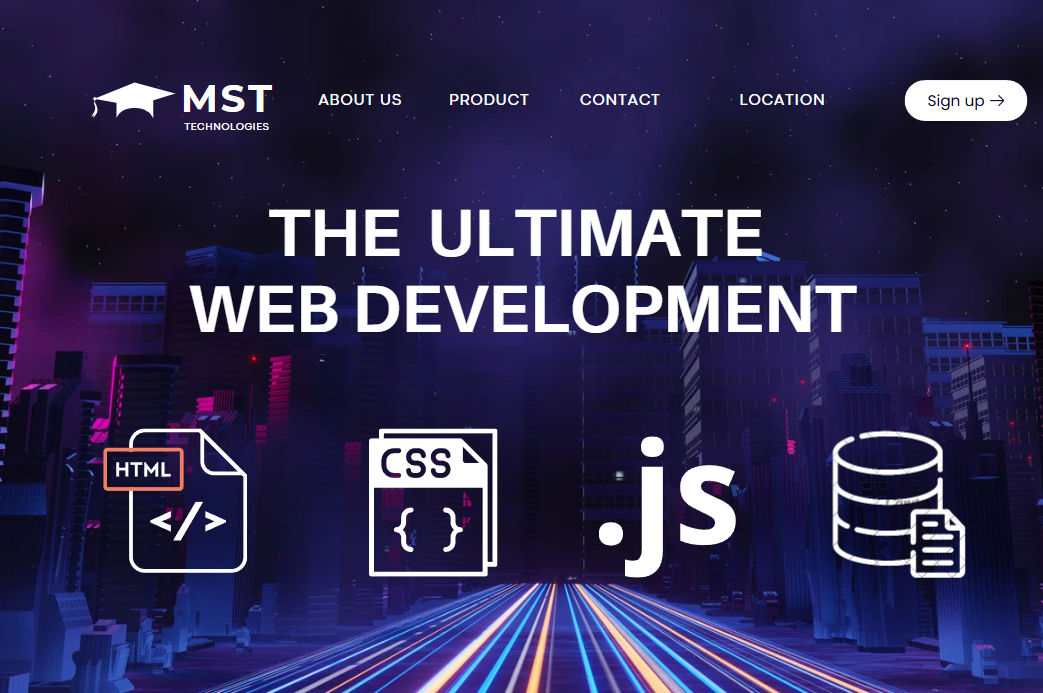 MST
TECHNOLOGIES
ABOUT US
PRODUCT
CONTACT
LOCATION
Sign up →
THE ULTIMATE
WEB DEVELOPMENT
HTML
</>
CSS
{ }
.js